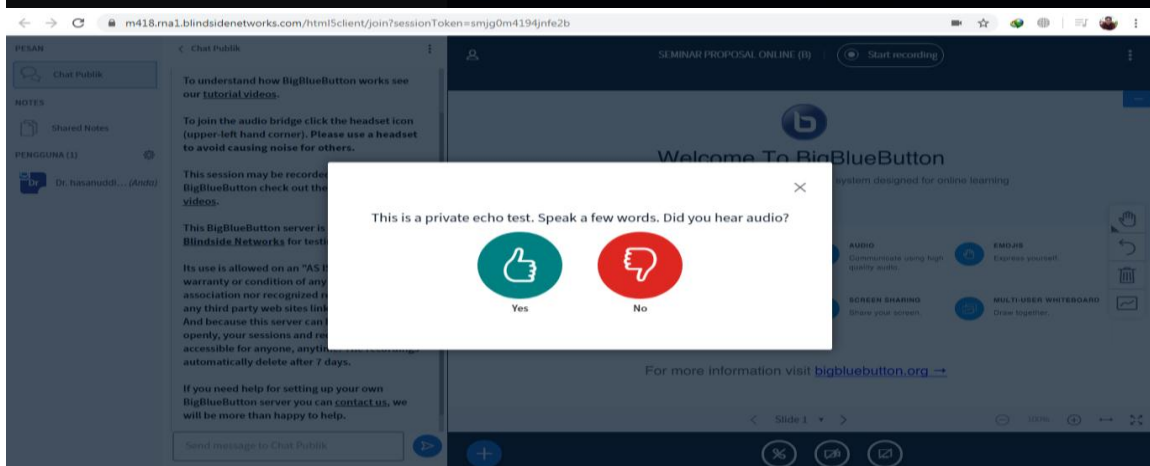 m418.rna1.blindsidenetworks.com/html5client/join?sessionToken=smjg0m4194jnfe2b
PESAN
Chat Publik
NOTES
Shared Notes
PENGGUNA (1)
Dr
Dr. hasanuddi... (Anda)
Chat Publik
To understand how BigBlueButton works see
our tutorial videos.
To join the audio bridge click the headset icon
(upper-left hand corner). Please use a headset
to avoid causing noise for others.
This session may be recorde
BigBlueButton check out the
videos.
This BigBlueButton server is
Blindside Networks for testi
Its use is allowed on an "AS I
warranty or condition of any
association nor recognized
any third party web sites link
And because this server can
openly, your sessions and re
accessible for anyone, anytim
automatically delete after 7 days.
If you need help for setting up your own
BigBlueButton server you can contact us, we
will be more than happy to help.
Send message to Chat Publik
SEMINAR PROPOSAL ONLINE (B)
Start recording
b
Welcome To BigBlueButton
system designed for online learning
This is a private echo test. Speak a few words. Did you hear audio?
Yes
No
AUDIO
Communicate using high
quality audio.
EMOJIS
Express yourself.
SCREEN SHARING
Share your screen.
MULTI-USER WHITEBOARD
Draw together.
For more information visit bigbluebutton.org →
Slide 1
100%